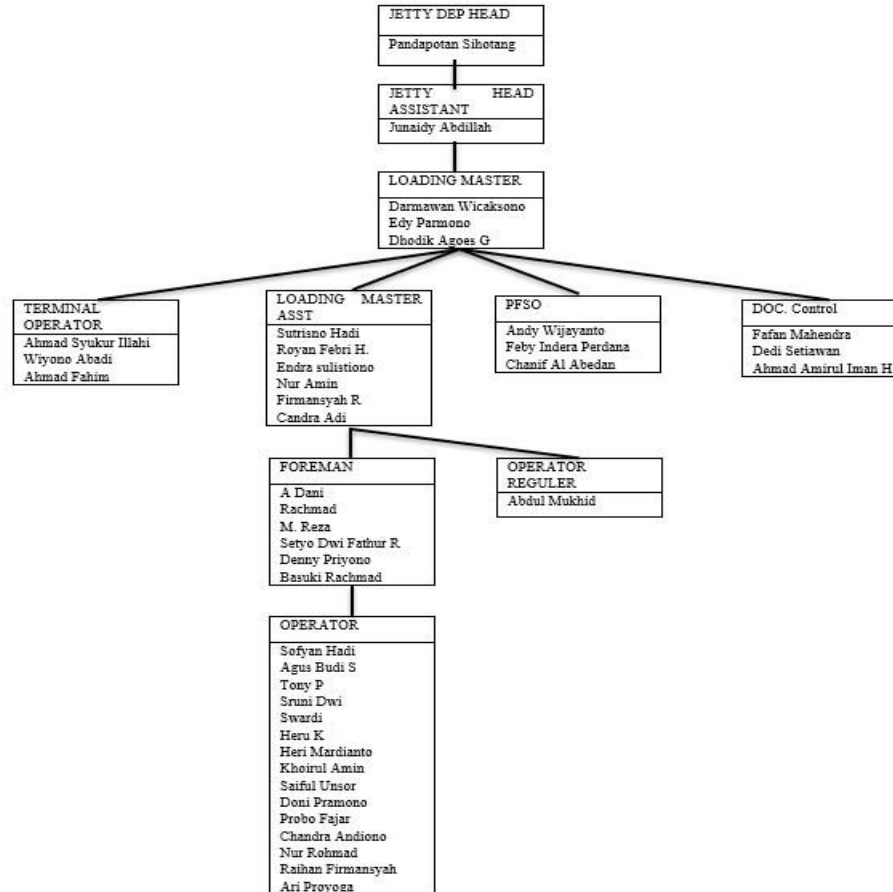 JETTY DEP HEAD
Pandapotan Sihotang
JETTY HEAD
ASSISTANT
Junaidy Abdillah
LOADING MASTER
Darmawan Wicaksono
Edy Parmono
Dhodik Agoes G
TERMINAL
OPERATOR
Ahmad Syukur Illahi
Wiyono Abadi
Ahmad Fahim
LOADING MASTER
ASST
Sutrisno Hadi
Royan Febri H.
Endra sulistiono
Nur Amin
Firmansyah R
Candra Adi
PFSO
Andy Wijayanto
Feby Indera Perdana
Chanif Al Abedan
DOC. Control
Fafan Mahendra
Dedi Setiawan
Ahmad Amirul Iman H
FOREMAN
A Dani
Rachmad
M. Reza
Setyo Dwi Fathur R
Denny Priyono
Basuki Rachmad
OPERATOR
REGULER
Abdul Mukhid
OPERATOR
Sofyan Hadi
Agus Budi S
Tony P
Sruni Dwi
Swardi
Heru K
Heri Mardianto
Khoirul Amin
Saiful Unsor
Doni Pramono
Probo Fajar
Chandra Andiono
Nur Rohmad
Raihan Firmansyah
Ari Proyoga